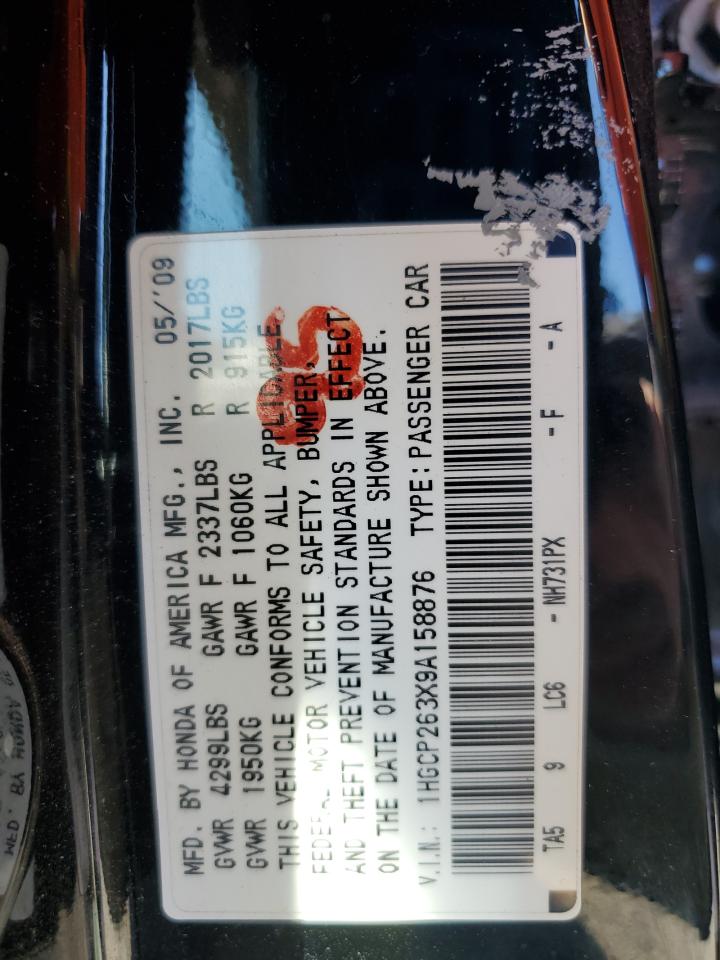 MFD. BY HONDA OF AMERICA MFG., INC. 05/'09
GVWR 4299LBS GAWR F 2337LBS R 2017LBS
GVWR 1950KG GAWR F 1060KG R 915KG
THIS VEHICLE CONFORMS TO ALL APPLICABLE
FEDERAL MOTOR VEHICLE SAFETY, BUMPER,
AND THEFT PREVENTION STANDARDS IN EFFECT
ON THE DATE OF MANUFACTURE SHOWN ABOVE.
V.I.N.: 1HGCP263X9A158876 TYPE: PASSENGER CAR
TA5 9 LC6 - NH731PX - F - A